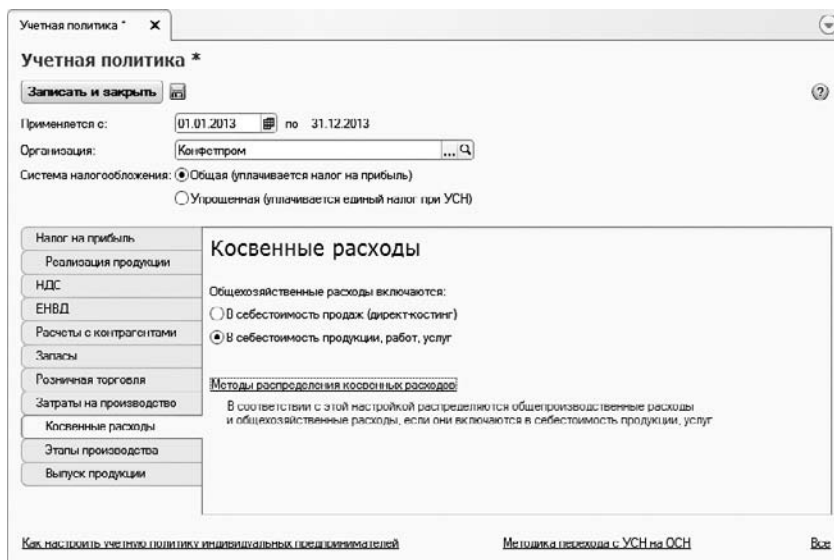 Учетная политика *
Учетная политика *
Записать и закрыть
Применяется с: 01.01.2013 по 31.12.2013
Организация: Конфетпром ...
Система налогообложения: Общая (уплачивается налог на прибыль)
Упрощенная (уплачивается единый налог при УСН)
Налог на прибыль
Реализация продукции
НДС
ЕНВД
Расчеты с контрагентами
Запасы
Розничная торговля
Затраты на производство
Косвенные расходы
Этапы производства
Выпуск продукции
Косвенные расходы
Общехозяйственные расходы включаются:
В себестоимость продаж (директ-костинг)
В себестоимость продукции, работ, услуг
Методы распределения косвенных расходов
В соответствии с этой настройкой распределяются общепроизводственные расходы
и общехозяйственные расходы, если они включаются в себестоимость продукции, услуг
Как настроить учетную политику индивидуальных предпринимателей Методика перехода с УСН на ОСН Все